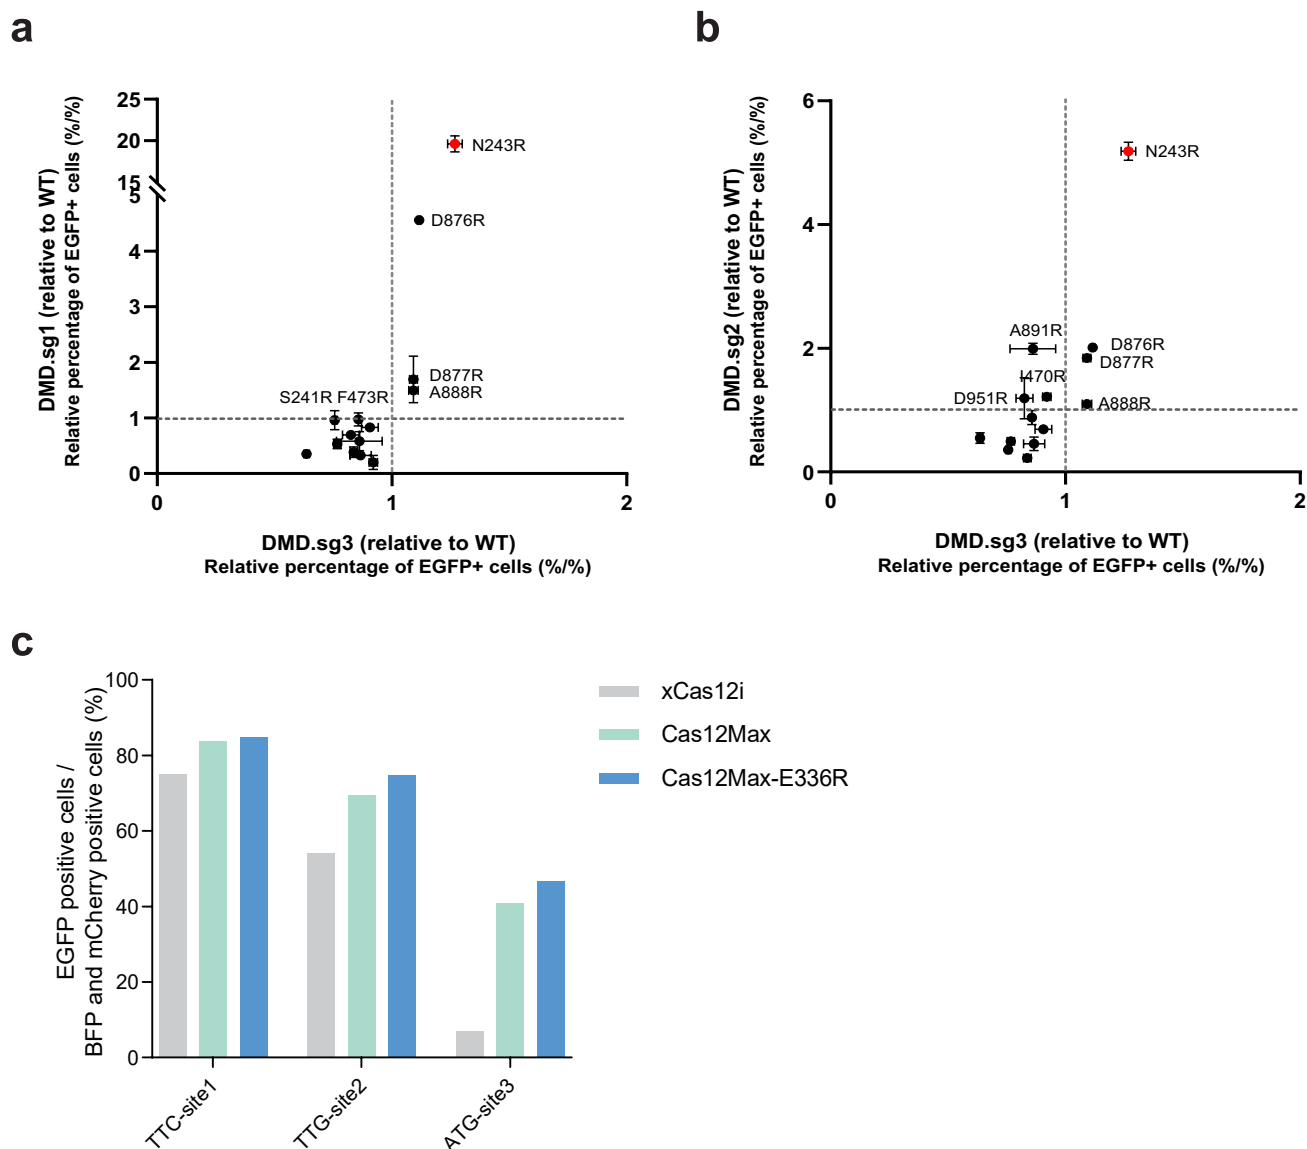 a
DMD.sg1 (relative to WT)
Relative percentage of EGFP+ cells (%/%)
25
20
15
5
4
3
2
1
0
N243R
D876R
D877R
A888R
S241R F473R
0 1 2
DMD.sg3 (relative to WT)
Relative percentage of EGFP+ cells (%/%)
b
DMD.sg2 (relative to WT)
Relative percentage of EGFP+ cells (%/%)
6
4
2
0
N243R
A891R
D876R
D877R
I470R
D951R
A888R
0 1 2
DMD.sg3 (relative to WT)
Relative percentage of EGFP+ cells (%/%)
c
EGFP positive cells /
BFP and mCherry positive cells (%)
100
80
60
40
20
0
TTC-site1
TTG-site2
ATG-site3
xCas12i
Cas12Max
Cas12Max-E336R